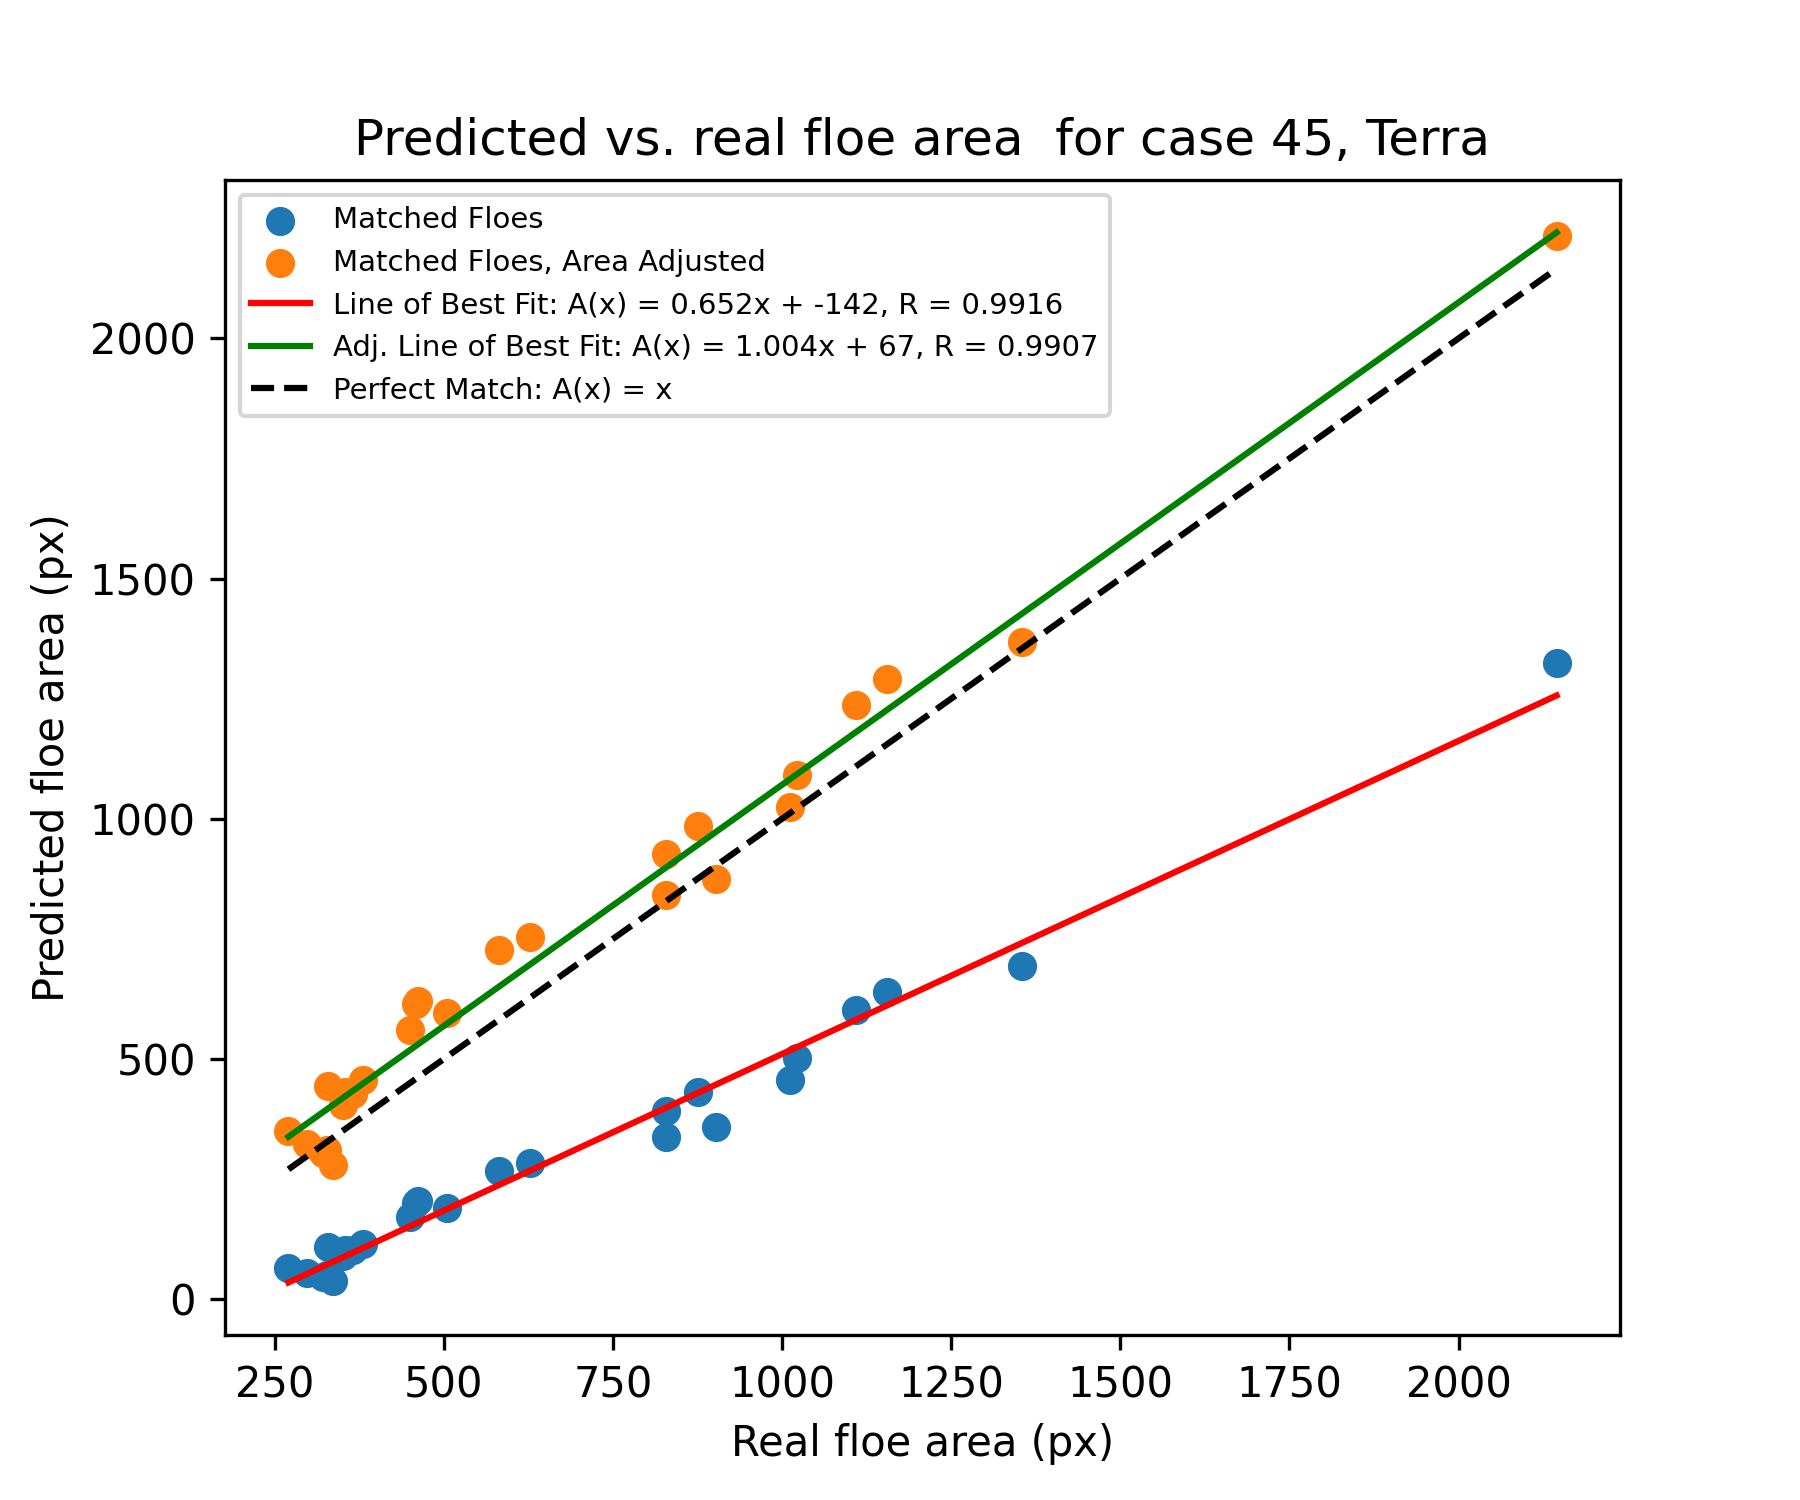 Predicted vs. real floe area  for case 45, Terra
Matched Floes
Matched Floes, Area Adjusted
Line of Best Fit: A(x) = 0.652x + -142, R = 0.9916
Adj. Line of Best Fit: A(x) = 1.004x + 67, R = 0.9907
Perfect Match: A(x) = x
Predicted floe area (px)
2000
1500
1000
500
0
250 500 750 1000 1250 1500 1750 2000
Real floe area (px)